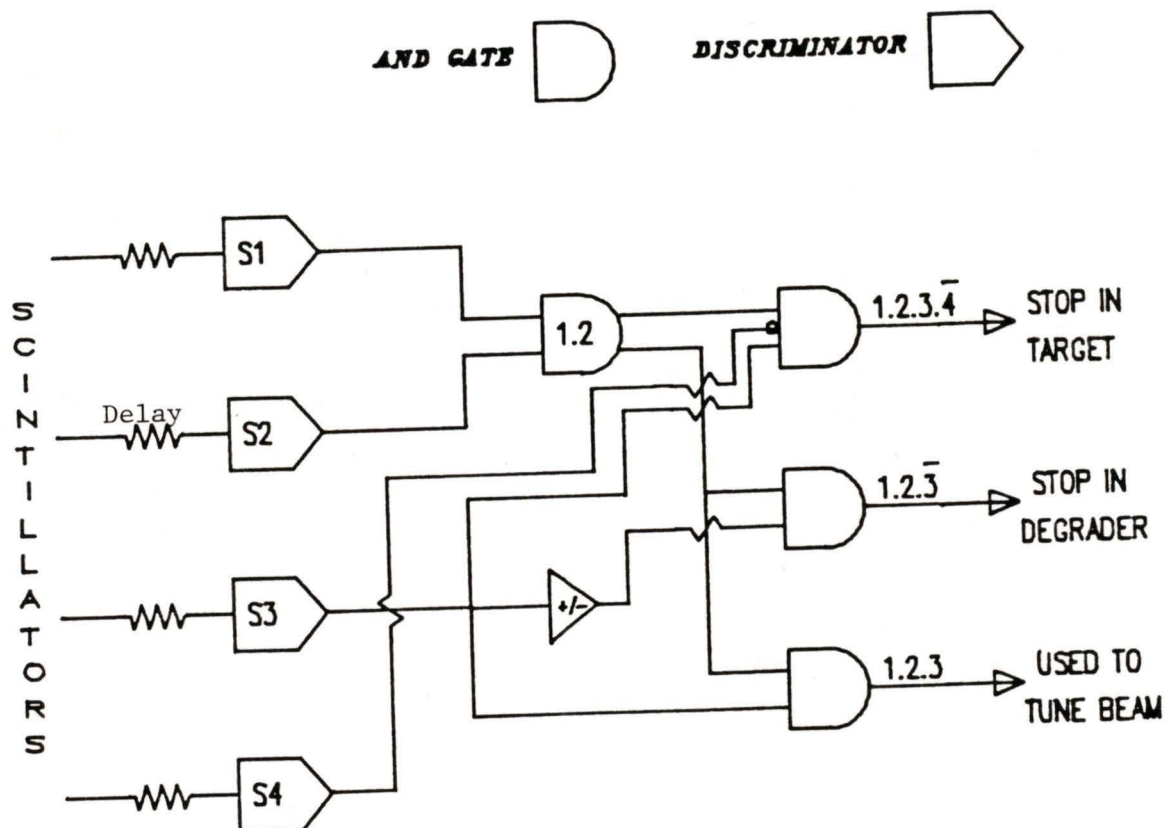 AND GATE
DISCRIMINATOR
SCINTILLATORS
S1
Delay
S2
S3
S4
1.2
+/-
1.2.3.4̅
STOP IN
TARGET
1.2.3̅
STOP IN
DEGRADER
1.2.3
USED TO
TUNE BEAM